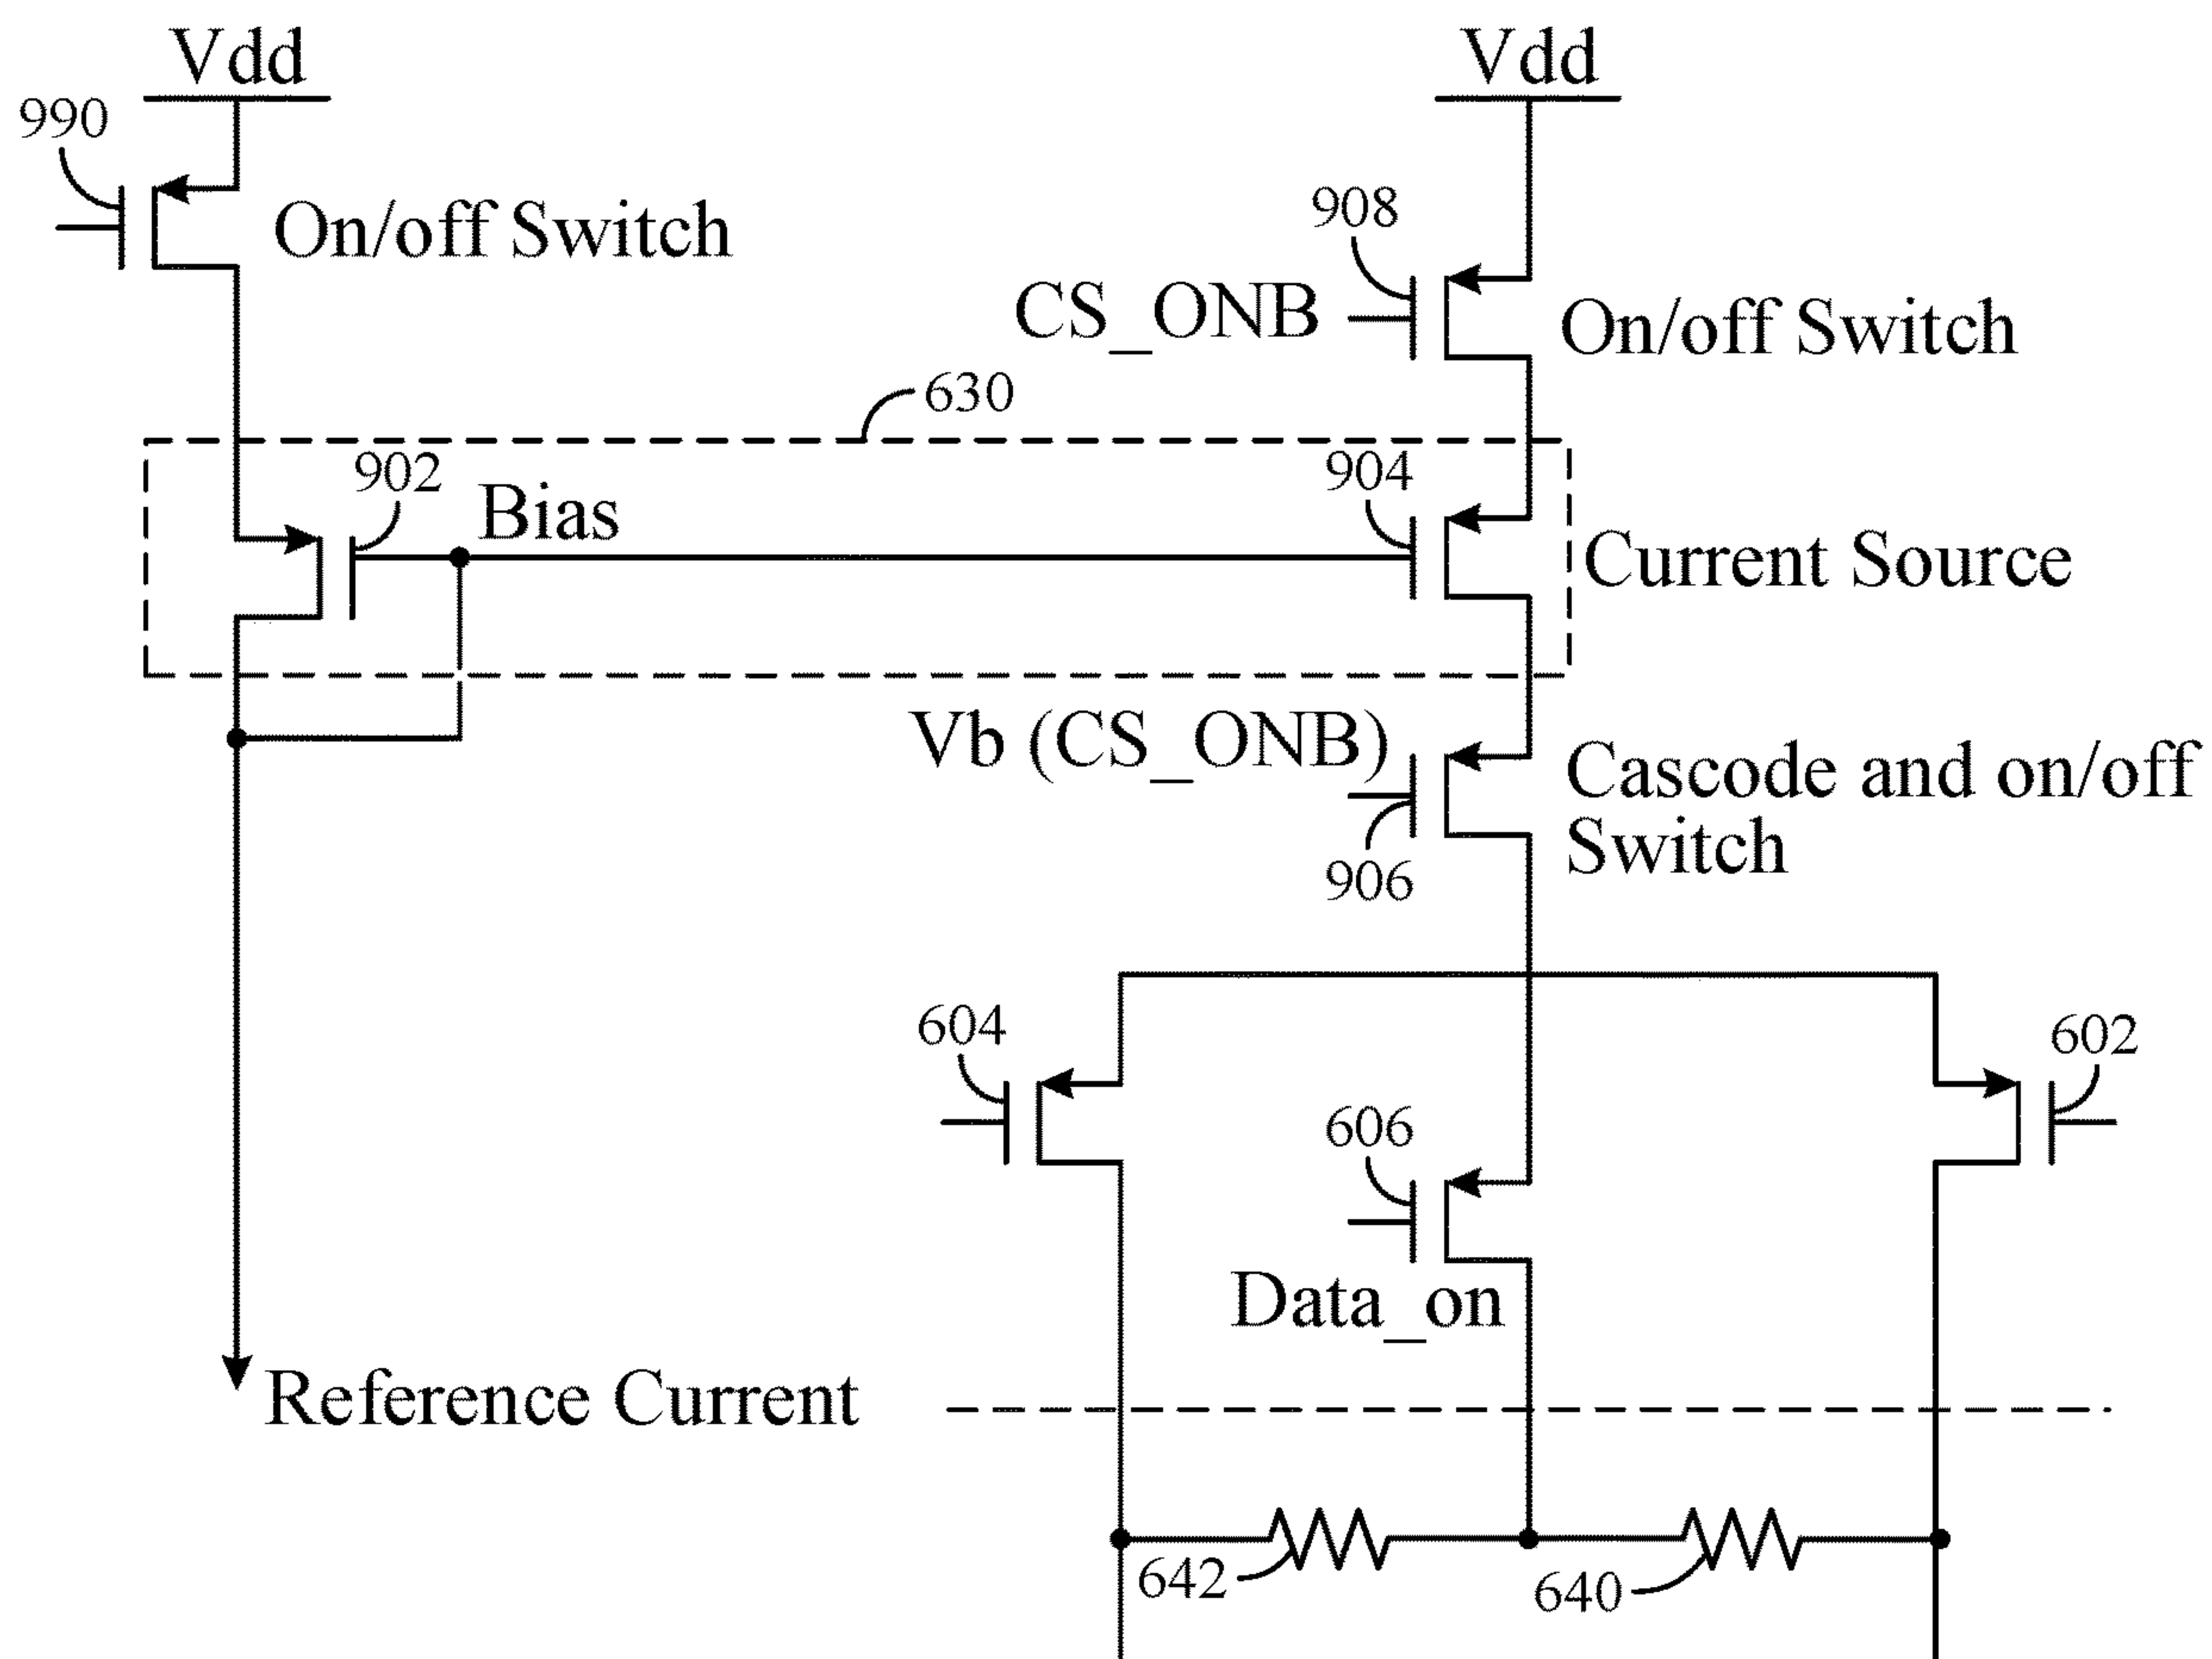 Vdd
Vdd
990
On/off Switch
908
CS_ONB
On/off Switch
630
902
Bias
904
Current Source
Vb (CS_ONB)
Cascode and on/off
Switch
906
604
602
606
Data_on
Reference Current
642
640